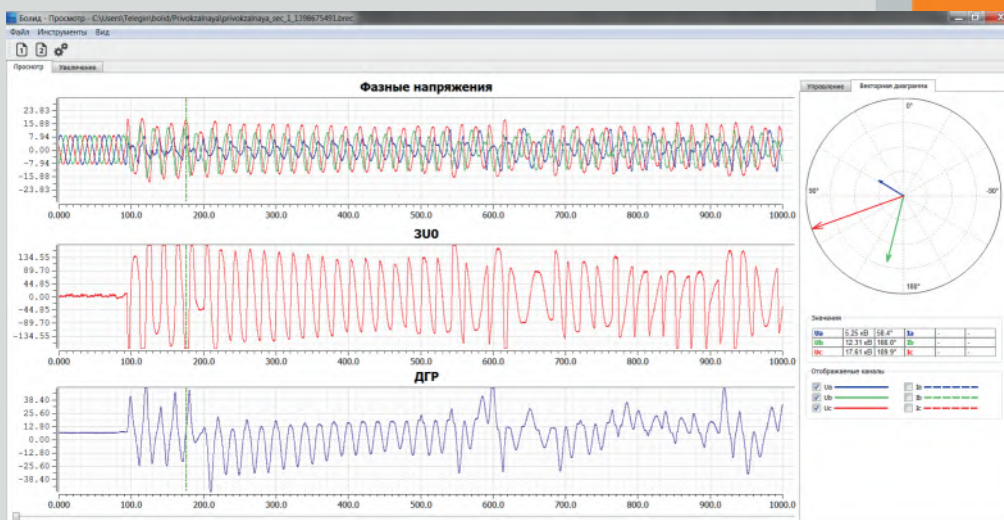 Болид - Просмотр - C:\Users\Telegin\bolid\Privokzalnaya\privokzalnaya_sec_1_1398675491.brec
Файл Инструменты Вид
Просмотр Увеличение
Фазные напряжения
23.83
15.88
7.94
0.00
-7.94
-15.88
-23.83
0.000 100.0 200.0 300.0 400.0 500.0 600.0 700.0 800.0 900.0 1000.0
3U0
134.55
89.70
44.85
0.00
-44.85
-89.70
-134.55
0.000 100.0 200.0 300.0 400.0 500.0 600.0 700.0 800.0 900.0 1000.0
ДГР
38.40
25.60
12.80
0.00
-12.80
-25.60
-38.40
0.000 100.0 200.0 300.0 400.0 500.0 600.0 700.0 800.0 900.0 1000.0
Управление Векторная диаграмма
0°
90° -90°
180°
Значения
Ua 5.25 кВ 58.4° Ia - -
Ub 12.31 кВ Ib - -
Uc 17.61 кВ 109.9° Ic - -
Отображаемые каналы
Ua Ia
Ub Ib
Uc Ic